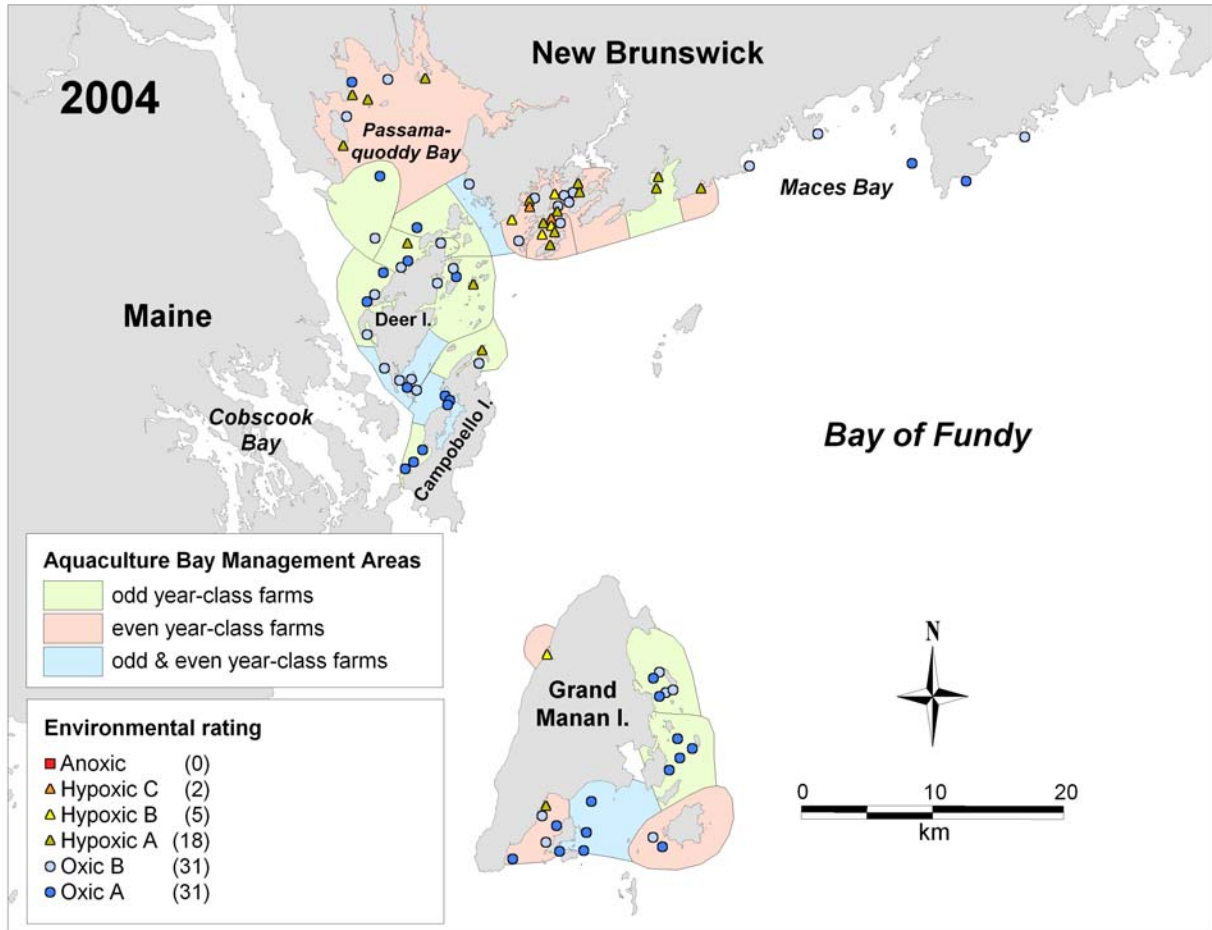 New Brunswick
2004
Passama-
quoddy Bay
Maces Bay
Maine
Deer I.
Cobscook
Bay
Campobello I.
Bay of Fundy
Aquaculture Bay Management Areas
odd year-class farms
even year-class farms
odd & even year-class farms
Grand
Manan I.
N
Environmental rating
Anoxic (0)
Hypoxic C (2)
Hypoxic B (5)
Hypoxic A (18)
Oxic B (31)
Oxic A (31)
0 10 20
km